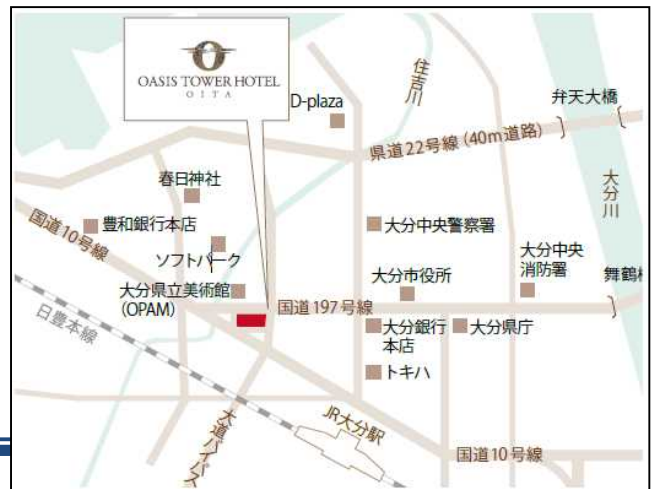 OASIS TOWER HOTEL
OITA
D-plaza
住吉川
弁天大橋
県道22号線 (40m道路)
春日神社
大分川
国道10号線
豊和銀行本店
大分中央警察署
ソフトパーク
大分中央
消防署
大分市役所
舞鶴
大分県立美術館
(OPAM)
国道197号線
日豊本線
大分銀行
本店
大分県庁
トキハ
大道バイパス
JR大分駅
国道10号線